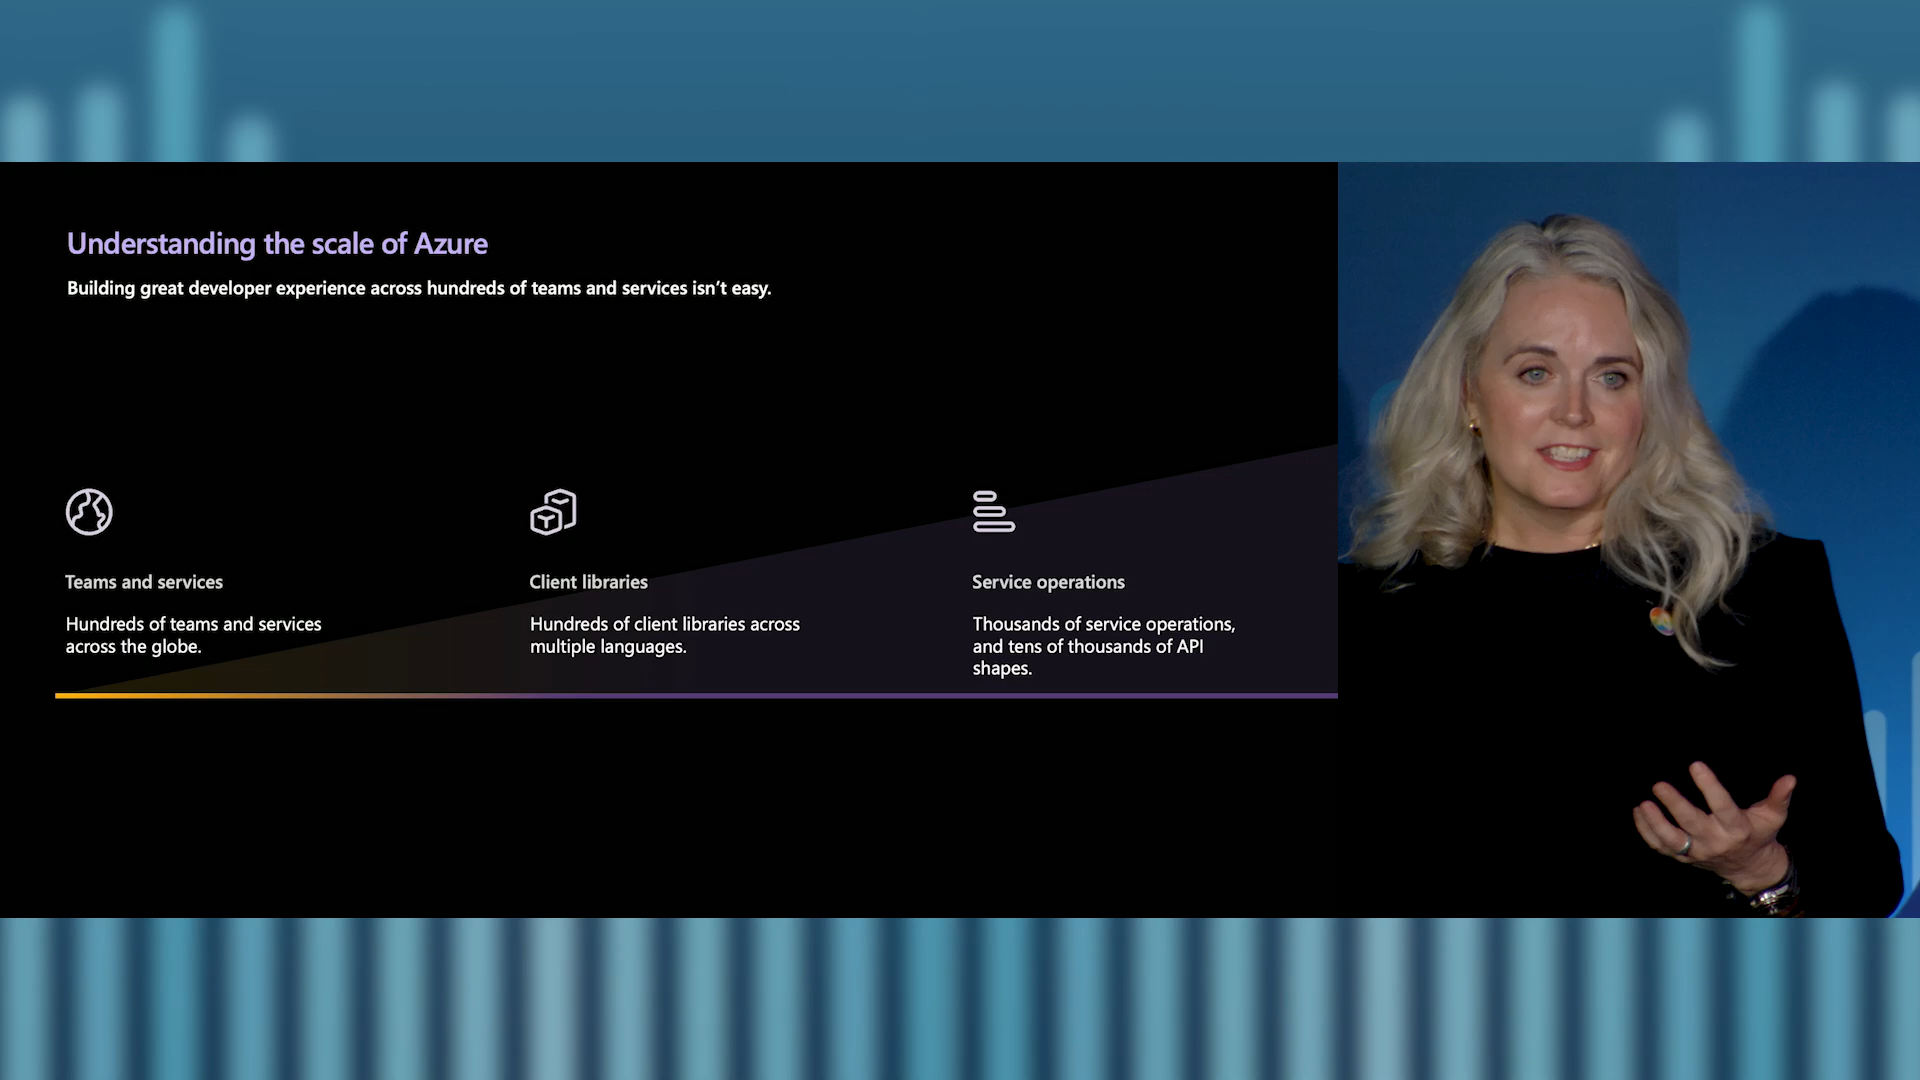 Understanding the scale of Azure
Building great developer experience across hundreds of teams and services isn't easy.
Teams and services
Hundreds of teams and services
across the globe.
Client libraries
Hundreds of client libraries across
multiple languages.
Service operations
Thousands of service operations,
and tens of thousands of API
shapes.